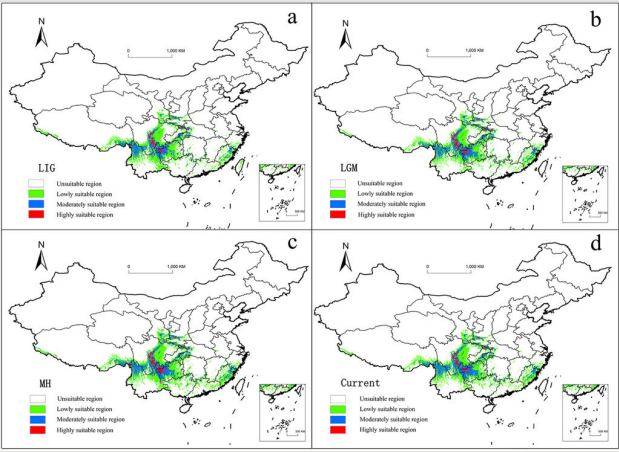 a
N
0 1,000 KM
LIG
Unsuitable region
Lowly suitable region
Moderately suitable region
Highly suitable region
b
N
0 1,000 KM
LGM
Unsuitable region
Lowly suitable region
Moderately suitable region
Highly suitable region
c
N
0 1,000 KM
MH
Unsuitable region
Lowly suitable region
Moderately suitable region
Highly suitable region
d
N
0 1,000 KM
Current
Unsuitable region
Lowly suitable region
Moderately suitable region
Highly suitable region